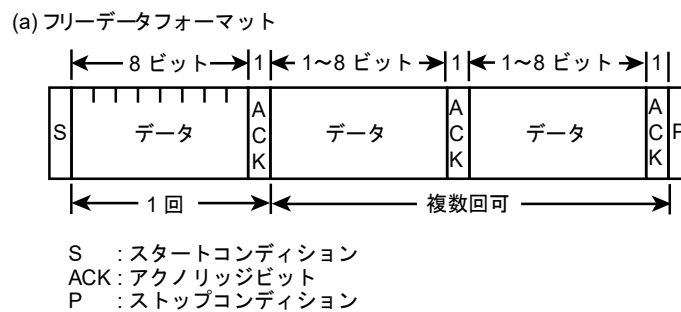 (a) フリーデータフォーマット
8 ビット 1 1～8 ビット 1 1～8 ビット 1
S データ ACK データ ACK データ ACK P
1 回 複数回可
S : スタートコンディション
ACK : アクノリッジビット
P : ストップコンディション